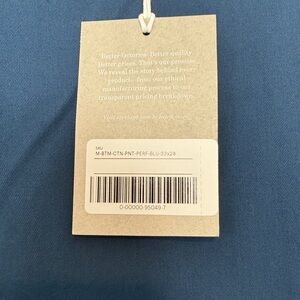 Better factories. Better quality.
Better prices. That's our promise.
We reveal the story behind every
product—from our ethical
manufacturing process to our
transparent pricing breakdown.
SKU
M-BTM-CTN-PNT-PERF-BLU-33x28
0-00000-95049-7